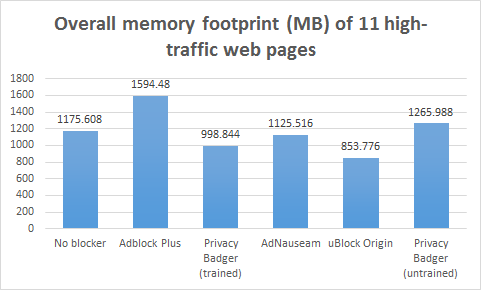 Overall memory footprint (MB) of 11 high-
traffic web pages
1800
1600
1400
1200
1000
800
600
400
200
0
1175.608
1594.48
998.844
1125.516
853.776
1265.988
No blocker
Adblock Plus
Privacy
Badger
(trained)
AdNauseam
uBlock Origin
Privacy
Badger
(untrained)